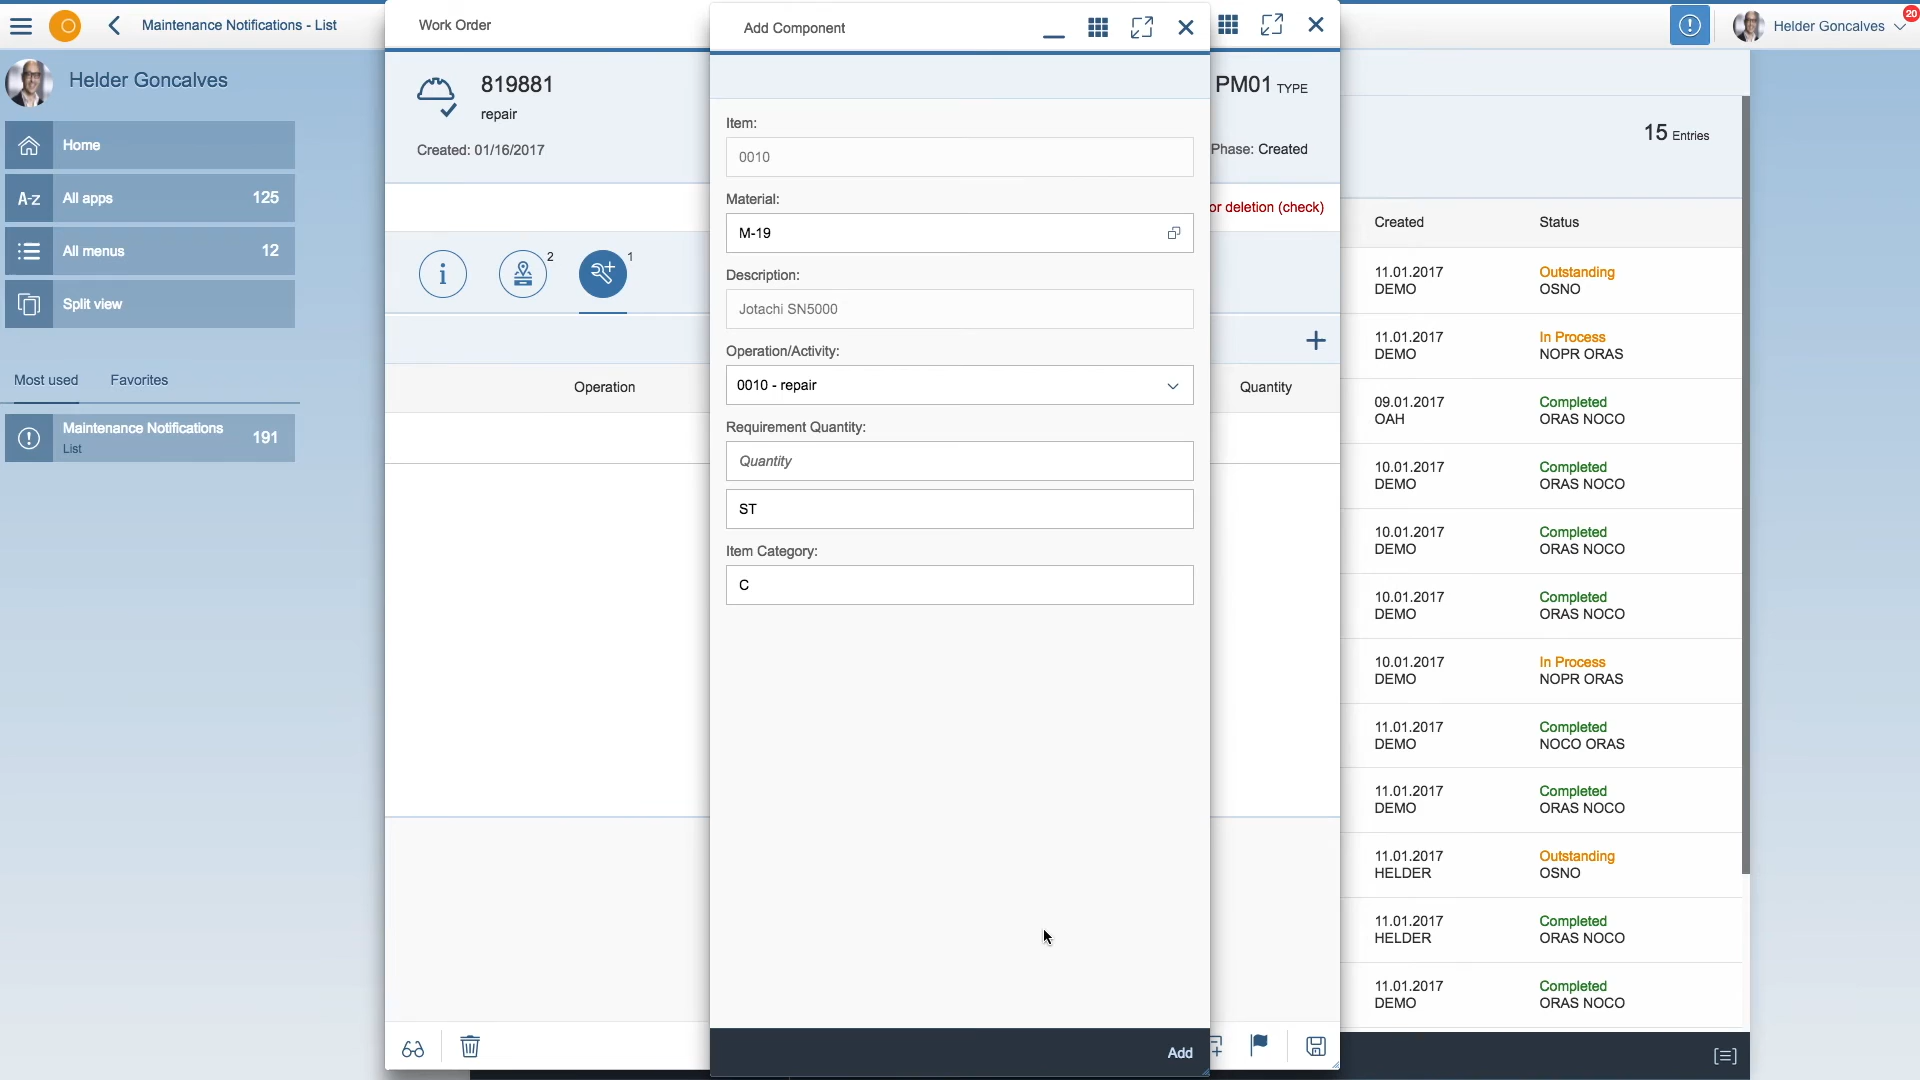 Maintenance Notifications - List
Helder Goncalves
20
Helder Goncalves
Home
A-Z All apps 125
All menus 12
Split view
Most used Favorites
Maintenance Notifications
List
191
Work Order
819881
repair
Created: 01/16/2017
PM01 TYPE
Phase: Created
or deletion (check)
2
1
Operation
Quantity
Add Component
Item:
0010
Material:
M-19
Description:
Jotachi SN5000
Operation/Activity:
0010 - repair
Requirement Quantity:
Quantity
ST
Item Category:
C
Add
15 Entries
Created Status
11.01.2017 Outstanding
DEMO OSNO
11.01.2017 In Process
DEMO NOPR ORAS
09.01.2017 Completed
OAH ORAS NOCO
10.01.2017 Completed
DEMO ORAS NOCO
10.01.2017 Completed
DEMO ORAS NOCO
10.01.2017 Completed
DEMO ORAS NOCO
10.01.2017 In Process
DEMO NOPR ORAS
11.01.2017 Completed
DEMO NOCO ORAS
11.01.2017 Completed
DEMO ORAS NOCO
11.01.2017 Outstanding
HELDER OSNO
11.01.2017 Completed
HELDER ORAS NOCO
11.01.2017 Completed
DEMO ORAS NOCO